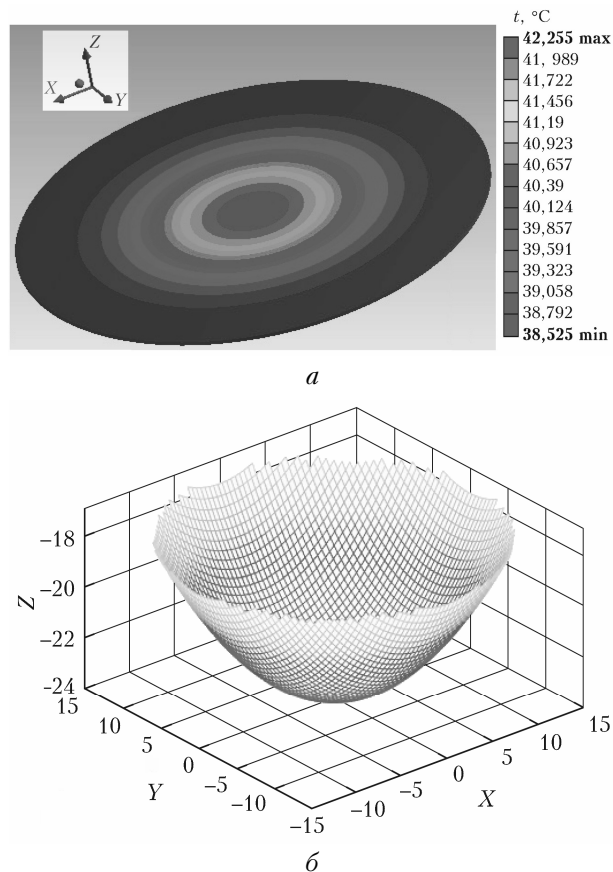 t, °C
Z
X
Y
42,255 max
41, 989
41,722
41,456
41,19
40,923
40,657
40,39
40,124
39,857
39,591
39,323
39,058
38,792
38,525 min
а
Z
−18
−20
−22
−24
15
10
5
0
−5
−10
−15
Y
−10
−5
0
5
10
15
X
б